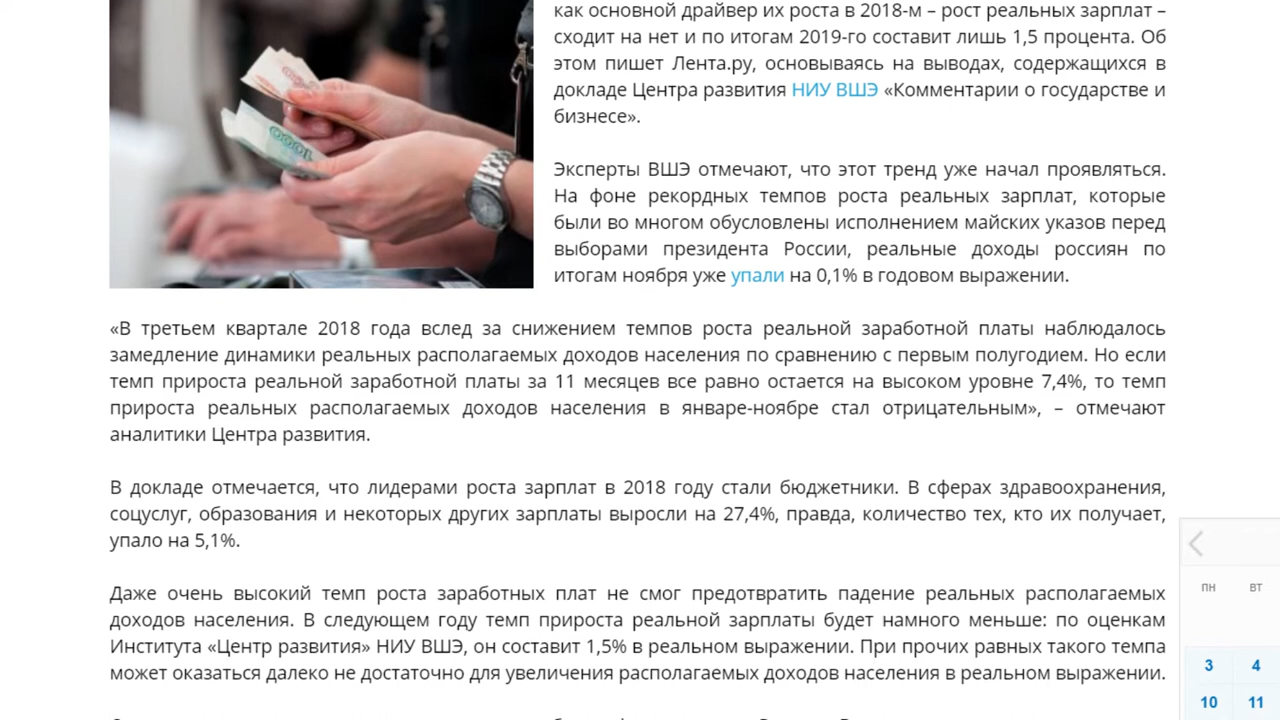 как основной драйвер их роста в 2018-м – рост реальных зарплат –
сходит на нет и по итогам 2019-го составит лишь 1,5 процента. Об
этом пишет Лента.ру, основываясь на выводах, содержащихся в
докладе Центра развития НИУ ВШЭ «Комментарии о государстве и
бизнесе».
Эксперты ВШЭ отмечают, что этот тренд уже начал проявляться.
На фоне рекордных темпов роста реальных зарплат, которые
были во многом обусловлены исполнением майских указов перед
выборами президента России, реальные доходы россиян по
итогам ноября уже упали на 0,1% в годовом выражении.
«В третьем квартале 2018 года вслед за снижением темпов роста реальной заработной платы наблюдалось
замедление динамики реальных располагаемых доходов населения по сравнению с первым полугодием. Но если
темп прироста реальной заработной платы за 11 месяцев все равно остается на высоком уровне 7,4%, то темп
прироста реальных располагаемых доходов населения в январе-ноябре стал отрицательным», – отмечают
аналитики Центра развития.
В докладе отмечается, что лидерами роста зарплат в 2018 году стали бюджетники. В сферах здравоохранения,
соцуслуг, образования и некоторых других зарплаты выросли на 27,4%, правда, количество тех, кто их получает,
упало на 5,1%.
Даже очень высокий темп роста заработных плат не смог предотвратить падение реальных располагаемых
доходов населения. В следующем году темп прироста реальной зарплаты будет намного меньше: по оценкам
Института «Центр развития» НИУ ВШЭ, он составит 1,5% в реальном выражении. При прочих равных такого темпа
может оказаться далеко не достаточно для увеличения располагаемых доходов населения в реальном выражении.
пн вт
3 4
10 11
1000